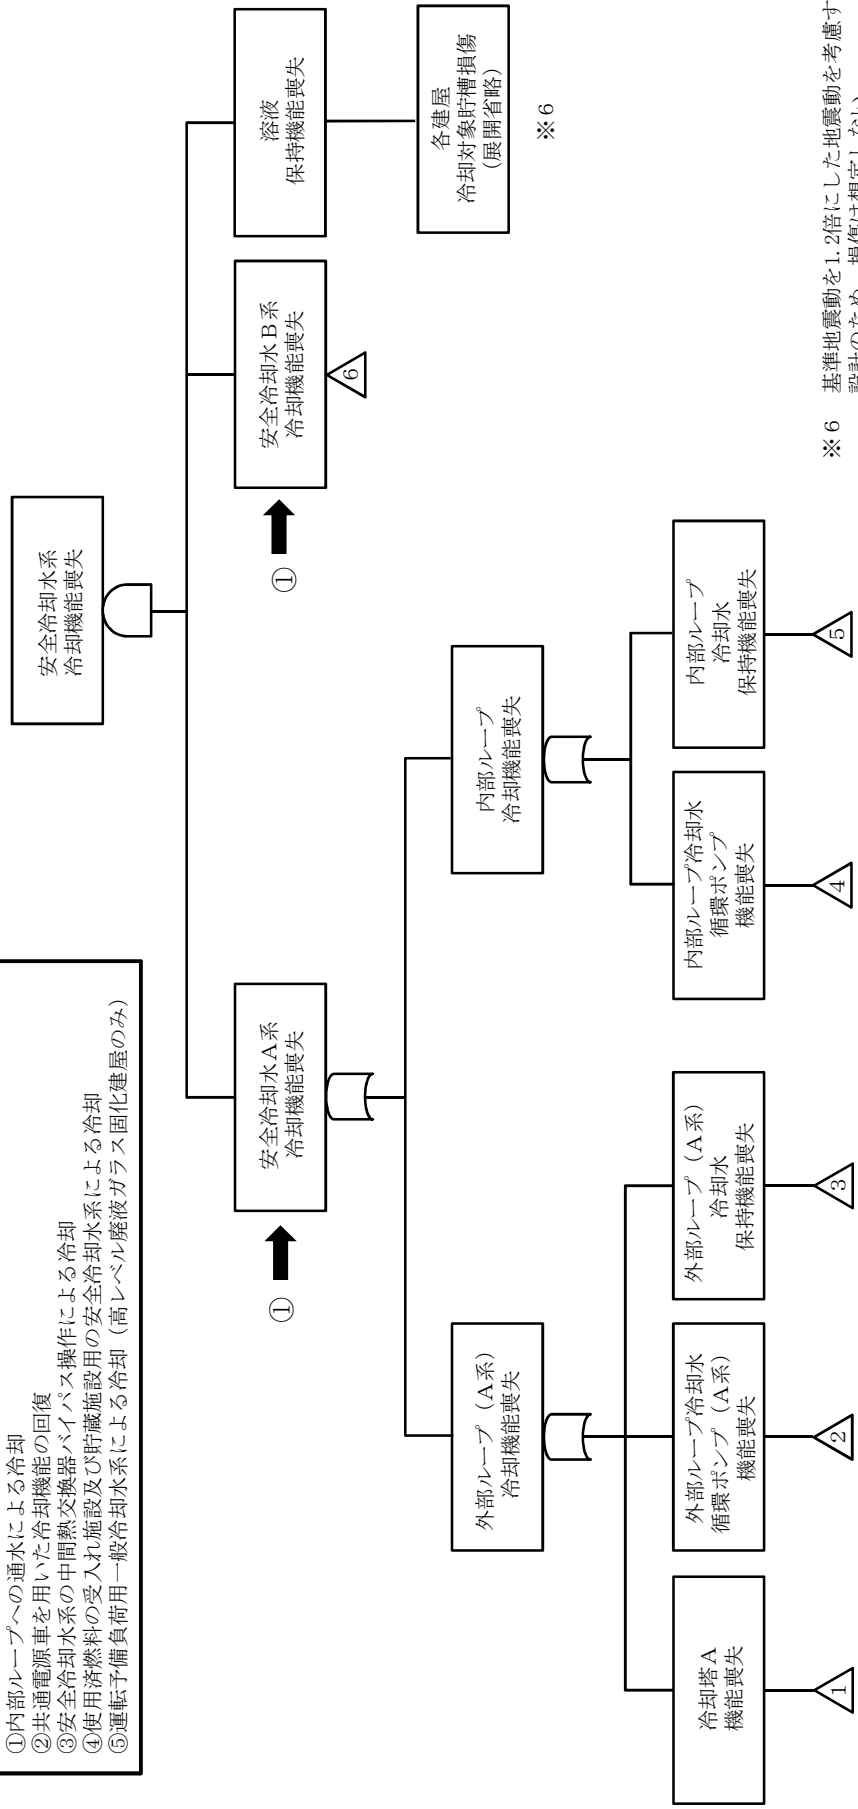 ①内部ループへの通水による冷却
②共通電源車を用いた冷却機能の回復
③安全冷却水系の中間熱交換器バイパス操作による冷却
④使用済燃料の受入れ施設及び貯蔵施設用の安全冷却水系による冷却
⑤運転予備負荷用一般冷却水系による冷却（高レベル廃液ガラス固化建屋のみ）
安全冷却水系
冷却機能喪失
①
安全冷却水Ａ系
冷却機能喪失
①
安全冷却水Ｂ系
冷却機能喪失
6
溶液
保持機能喪失
各建屋
冷却対象貯槽損傷
（展開省略）
※６
外部ループ（Ａ系）
冷却機能喪失
内部ループ
冷却機能喪失
冷却塔Ａ
機能喪失
1
外部ループ冷却水
循環ポンプ（Ａ系）
機能喪失
2
外部ループ（Ａ系）
冷却水
保持機能喪失
3
内部ループ冷却水
循環ポンプ
機能喪失
4
内部ループ
冷却水
保持機能喪失
5
※６　基準地震動を1.2倍にした地震動を考慮す
設計のため、損傷は想定しない